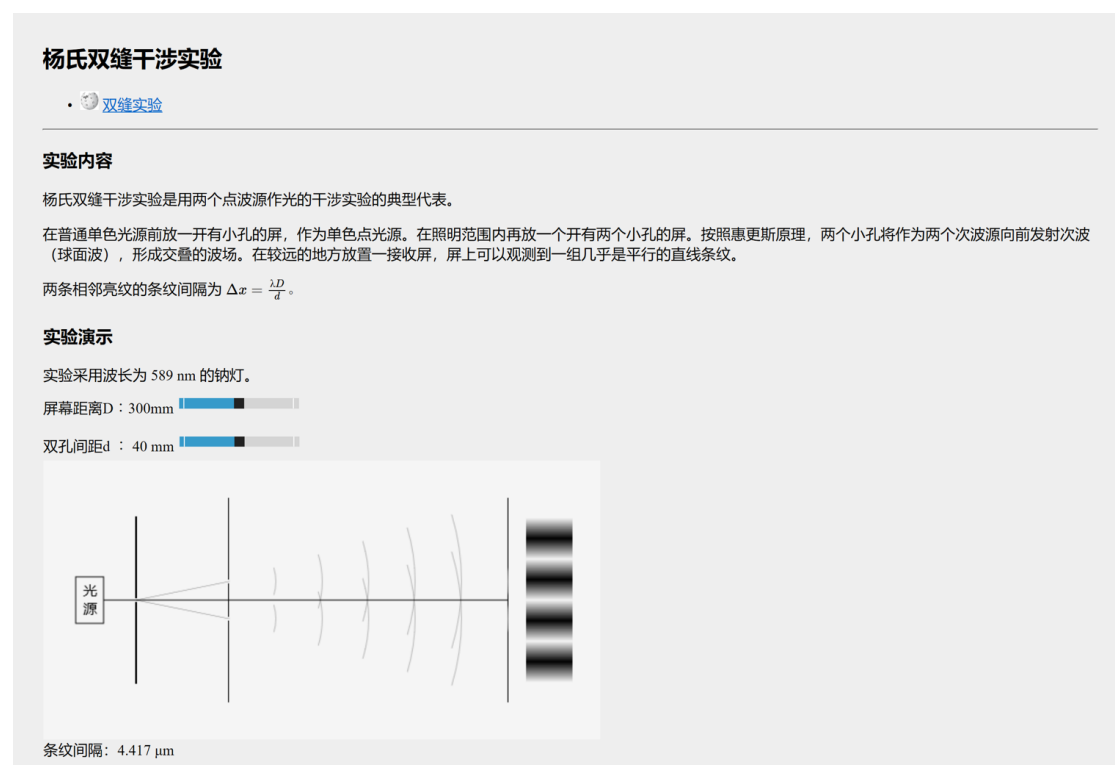 杨氏双缝干涉实验
• 双缝实验
实验内容
杨氏双缝干涉实验是用两个点波源作光的干涉实验的典型代表。
在普通单色光源前放一开有小孔的屏，作为单色点光源。在照明范围内再放一个开有两个小孔的屏。按照惠更斯原理，两个小孔将作为两个次波源向前发射次波
（球面波），形成交叠的波场。在较远的地方放置一接收屏，屏上可以观测到一组几乎是平行的直线条纹。
两条相邻亮纹的条纹间隔为 Δx = λD/d 。
实验演示
实验采用波长为 589 nm 的钠灯。
屏幕距离D：300mm
双孔间距d ： 40 mm
光
源
条纹间隔：4.417 μm